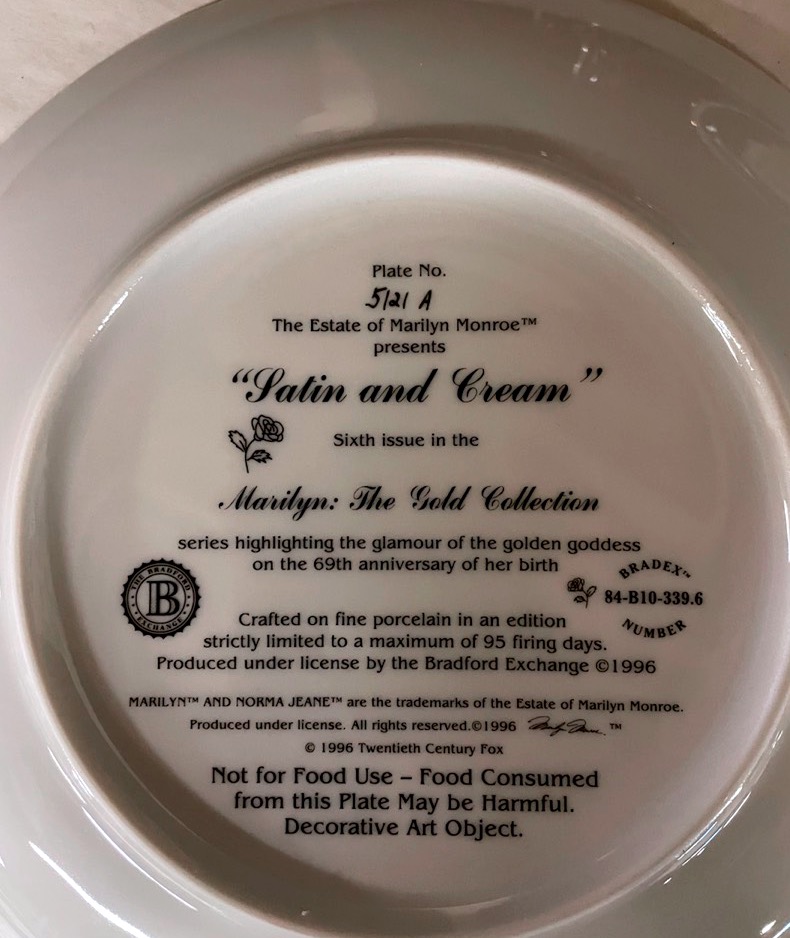 Plate No.
5121 A
The Estate of Marilyn Monroe™
presents
“Satin and Cream”
Sixth issue in the
Marilyn: The Gold Collection
series highlighting the glamour of the golden goddess
on the 69th anniversary of her birth
BRADEX™
84-B10-339.6
NUMBER
THE BRADFORD
B
EXCHANGE
Crafted on fine porcelain in an edition
strictly limited to a maximum of 95 firing days.
Produced under license by the Bradford Exchange ©1996
MARILYN™ AND NORMA JEANE™ are the trademarks of the Estate of Marilyn Monroe.
Produced under license. All rights reserved.©1996 ™
© 1996 Twentieth Century Fox
Not for Food Use – Food Consumed
from this Plate May be Harmful.
Decorative Art Object.